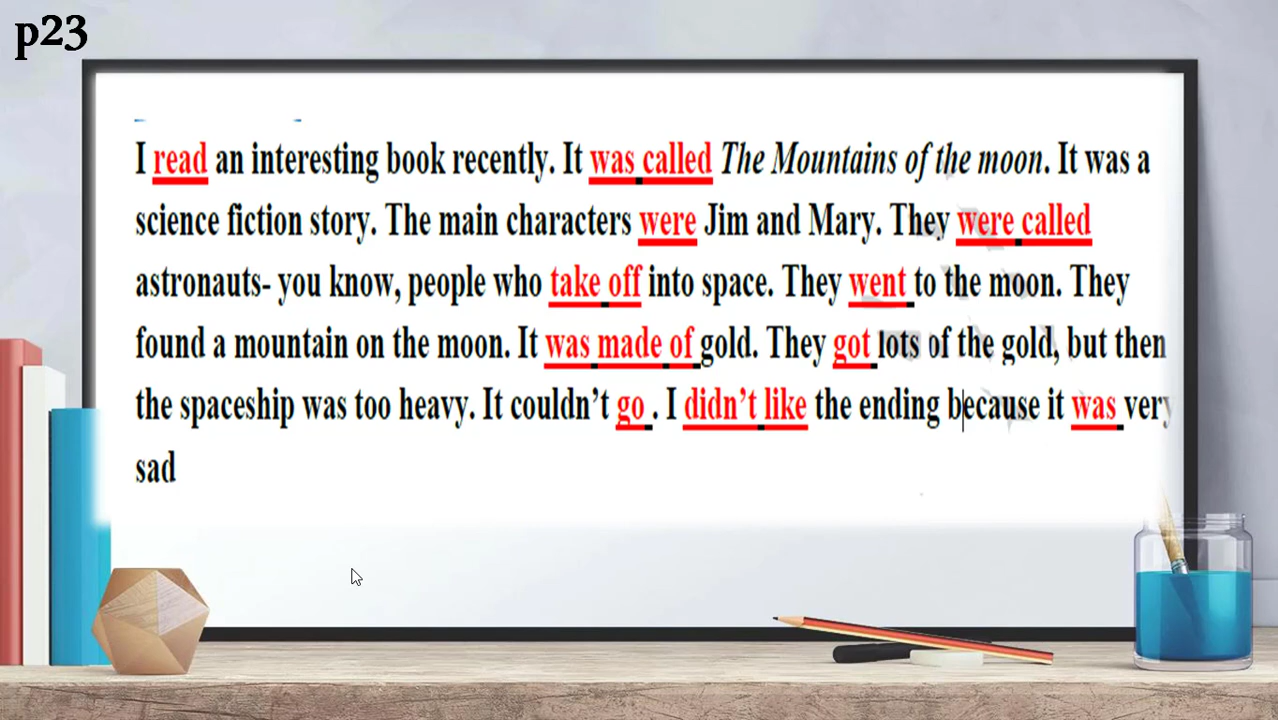 p23
I read an interesting book recently. It was called The Mountains of the moon. It was a
science fiction story. The main characters were Jim and Mary. They were called
astronauts- you know, people who take off into space. They went to the moon. They
found a mountain on the moon. It was made of gold. They got lots of the gold, but then
the spaceship was too heavy. It couldn’t go . I didn’t like the ending because it was very
sad